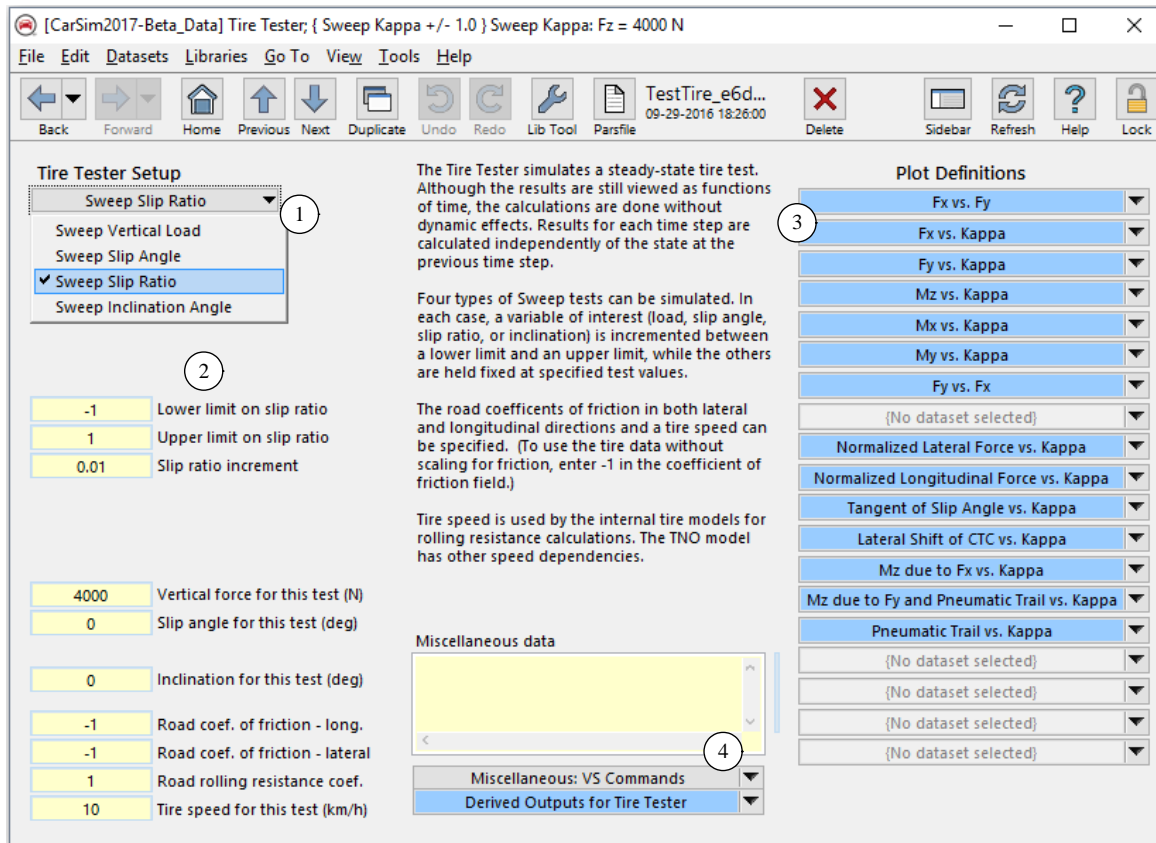 [CarSim2017-Beta_Data] Tire Tester; { Sweep Kappa +/- 1.0 } Sweep Kappa: Fz = 4000 N
File Edit Datasets Libraries Go To View Tools Help
Back Forward Home Previous Next Duplicate Undo Redo Lib Tool Parsfile
TestTire_e6d...
09-29-2016 18:26:00
Delete Sidebar Refresh Help Lock
Tire Tester Setup
Sweep Slip Ratio
1
Sweep Vertical Load
Sweep Slip Angle
Sweep Slip Ratio
Sweep Inclination Angle
2
-1 Lower limit on slip ratio
1 Upper limit on slip ratio
0.01 Slip ratio increment
4000 Vertical force for this test (N)
0 Slip angle for this test (deg)
0 Inclination for this test (deg)
-1 Road coef. of friction - long.
-1 Road coef. of friction - lateral
1 Road rolling resistance coef.
10 Tire speed for this test (km/h)
The Tire Tester simulates a steady-state tire test.
Although the results are still viewed as functions
of time, the calculations are done without
dynamic effects. Results for each time step are
calculated independently of the state at the
previous time step.
Four types of Sweep tests can be simulated. In
each case, a variable of interest (load, slip angle,
slip ratio, or inclination) is incremented between
a lower limit and an upper limit, while the others
are held fixed at specified test values.
The road coefficents of friction in both lateral
and longitudinal directions and a tire speed can
be specified. (To use the tire data without
scaling for friction, enter -1 in the coefficient of
friction field.)
Tire speed is used by the internal tire models for
rolling resistance calculations. The TNO model
has other speed dependencies.
Miscellaneous data
4
Miscellaneous: VS Commands
Derived Outputs for Tire Tester
Plot Definitions
3
Fx vs. Fy
Fx vs. Kappa
Fy vs. Kappa
Mz vs. Kappa
Mx vs. Kappa
My vs. Kappa
Fy vs. Fx
{No dataset selected}
Normalized Lateral Force vs. Kappa
Normalized Longitudinal Force vs. Kappa
Tangent of Slip Angle vs. Kappa
Lateral Shift of CTC vs. Kappa
Mz due to Fx vs. Kappa
Mz due to Fy and Pneumatic Trail vs. Kappa
Pneumatic Trail vs. Kappa
{No dataset selected}
{No dataset selected}
{No dataset selected}
{No dataset selected}